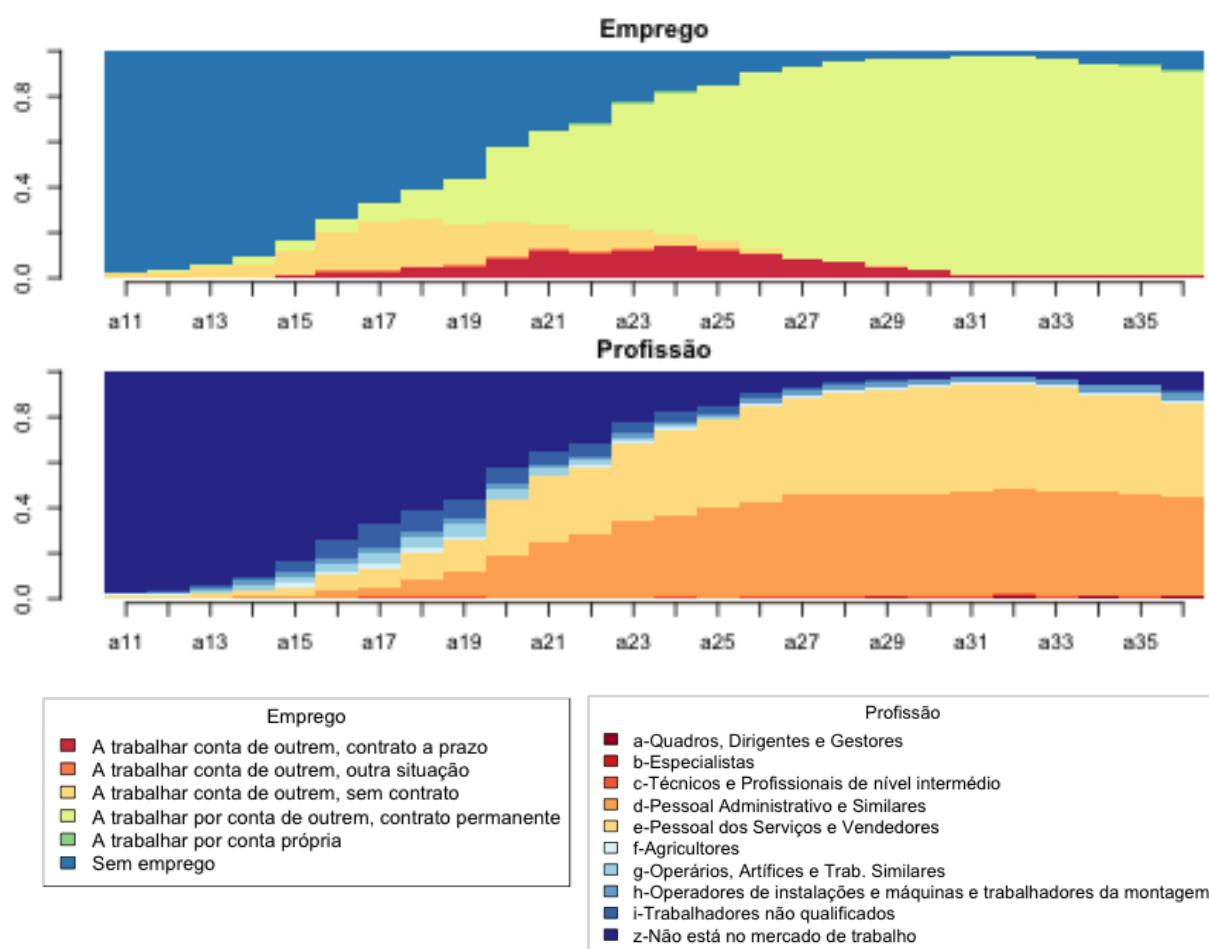 Emprego
0.8
0.4
0.0
a11 a13 a15 a17 a19 a21 a23 a25 a27 a29 a31 a33 a35
Profissão
0.8
0.4
0.0
a11 a13 a15 a17 a19 a21 a23 a25 a27 a29 a31 a33 a35
Emprego
A trabalhar conta de outrem, contrato a prazo
A trabalhar conta de outrem, outra situação
A trabalhar conta de outrem, sem contrato
A trabalhar por conta de outrem, contrato permanente
A trabalhar por conta própria
Sem emprego
Profissão
a-Quadros, Dirigentes e Gestores
b-Especialistas
c-Técnicos e Profissionais de nível intermédio
d-Pessoal Administrativo e Similares
e-Pessoal dos Serviços e Vendedores
f-Agricultores
g-Operários, Artífices e Trab. Similares
h-Operadores de instalações e máquinas e trabalhadores da montagem
i-Trabalhadores não qualificados
z-Não está no mercado de trabalho